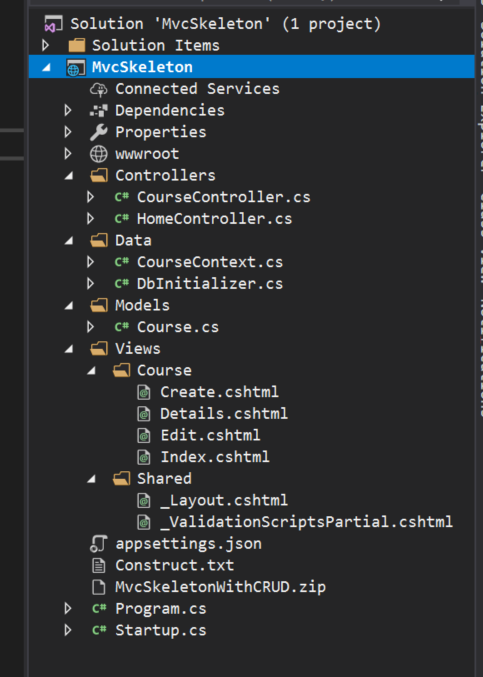 Solution 'MvcSkeleton' (1 project)
Solution Items
MvcSkeleton
Connected Services
Dependencies
Properties
wwwroot
Controllers
C# CourseController.cs
C# HomeController.cs
Data
C# CourseContext.cs
C# DbInitializer.cs
Models
C# Course.cs
Views
Course
Create.cshtml
Details.cshtml
Edit.cshtml
Index.cshtml
Shared
_Layout.cshtml
_ValidationScriptsPartial.cshtml
appsettings.json
Construct.txt
MvcSkeletonWithCRUD.zip
C# Program.cs
C# Startup.cs